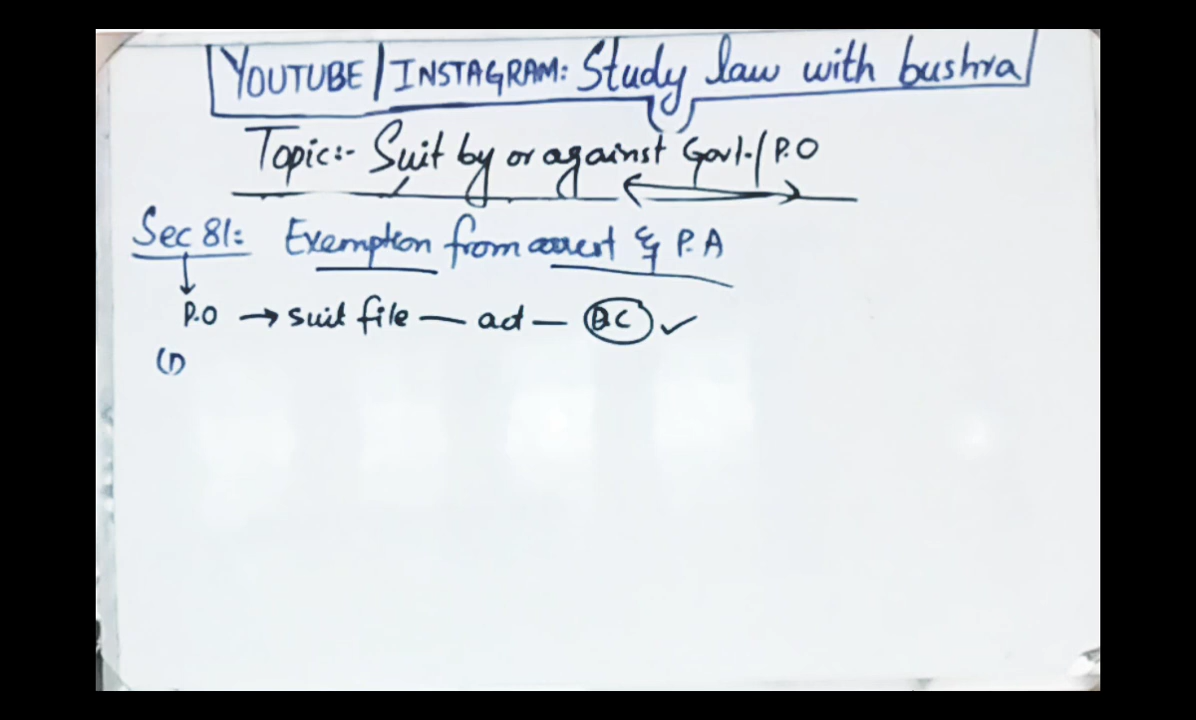 YOUTUBE/INSTAGRAM: Study law with bushra
Topic:- Suit by or against Govt./P.O
Sec 81: Exemption from arrest & P.A
P.O → suit file — act — OC ✓
(1)